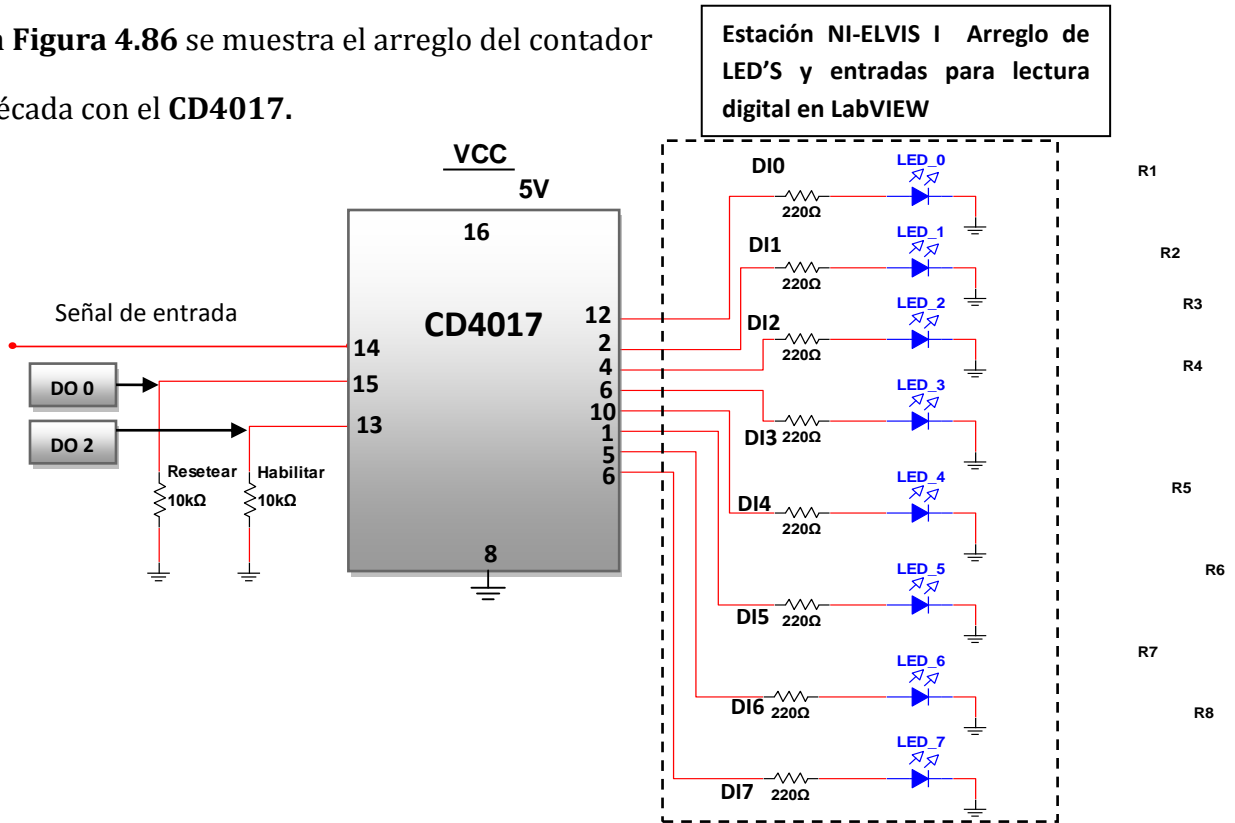 n Figura 4.86 se muestra el arreglo del contador
écada con el CD4017.
Estación NI-ELVIS I Arreglo de
LED'S y entradas para lectura
digital en LabVIEW
VCC
5V
16
CD4017
Señal de entrada
14
15
13
DO 0
DO 2
Resetear
10kΩ
Habilitar
10kΩ
8
12
2
4
6
10
1
5
6
DI0
220Ω
LED_0
DI1
220Ω
LED_1
DI2
220Ω
LED_2
DI3
220Ω
LED_3
DI4
220Ω
LED_4
DI5
220Ω
LED_5
DI6
220Ω
LED_6
DI7
220Ω
LED_7
R1
R2
R3
R4
R5
R6
R7
R8